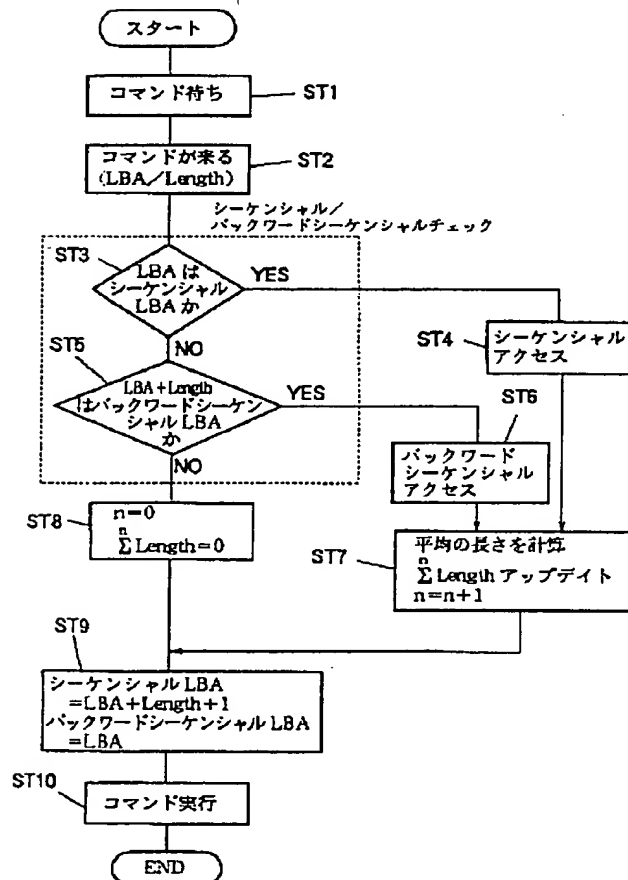 スタート
コマンド待ち
ST1
コマンドが来る
(LBA/Length)
ST2
シーケンシャル/
バックワードシーケンシャルチェック
ST3
LBAは
シーケンシャル
LBAか
YES
NO
ST4
シーケンシャル
アクセス
ST5
LBA+Length
はバックワードシーケン
シャルLBA
か
YES
NO
ST6
バックワード
シーケンシャル
アクセス
ST8
n=0
n
ΣLength=0
ST7
平均の長さを計算
n
ΣLengthアップデイト
n=n+1
ST9
シーケンシャルLBA
=LBA+Length+1
バックワードシーケンシャルLBA
=LBA
ST10
コマンド実行
END